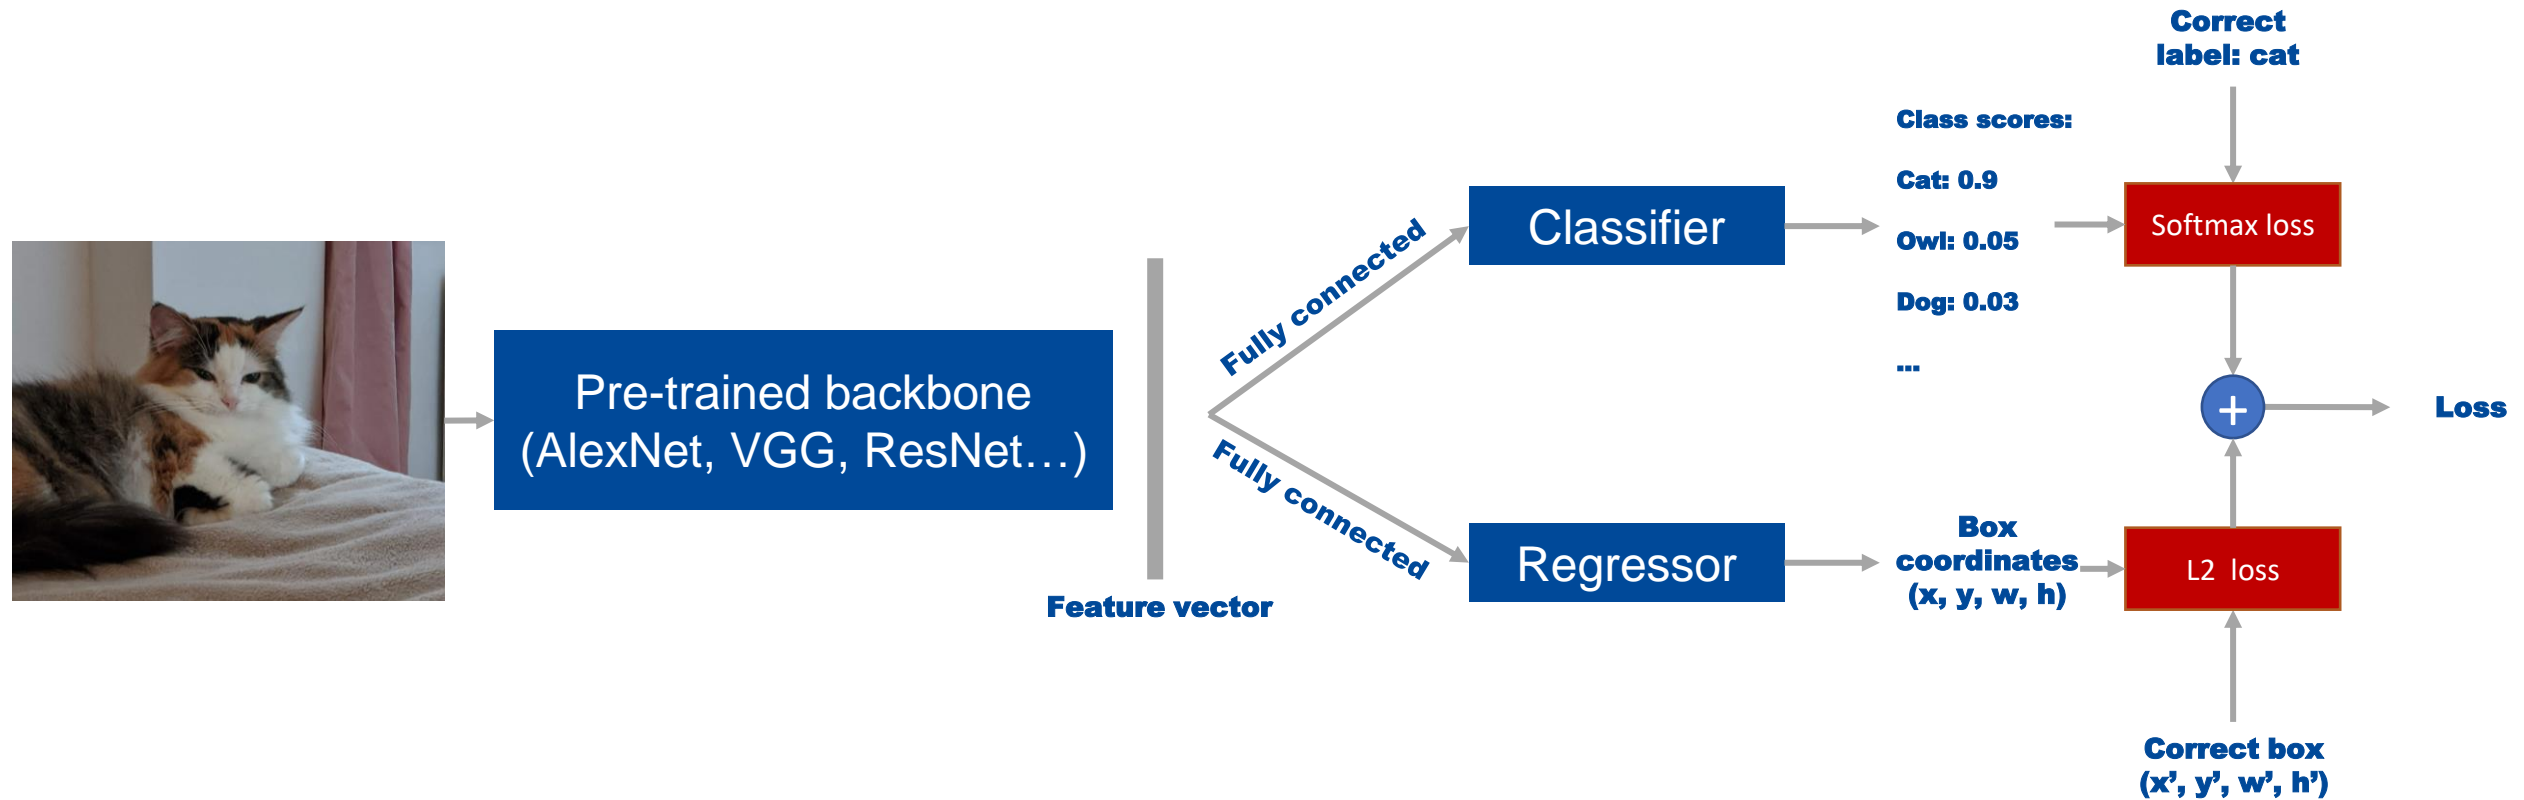 Correct
label: cat
Class scores:
Cat: 0.9
Owl: 0.05
Dog: 0.03
...
Classifier
Softmax loss
Fully connected
Pre-trained backbone
(AlexNet, VGG, ResNet…)
+
Loss
Fully connected
Regressor
Box
coordinates
(x, y, w, h)
L2  loss
Feature vector
Correct box
(x’, y’, w’, h’)